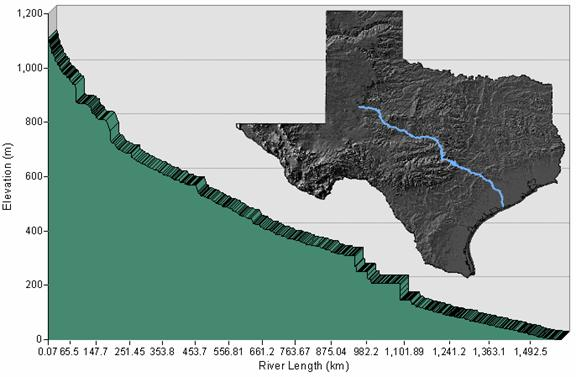 1,200
1,000
800
600
400
200
0
Elevation (m)
0.07 65.5 147.7 251.45 353.8 453.7 556.81 661.2 763.67 875.04 982.2 1,101.89 1,241.2 1,363.1 1,492.5
River Length (km)